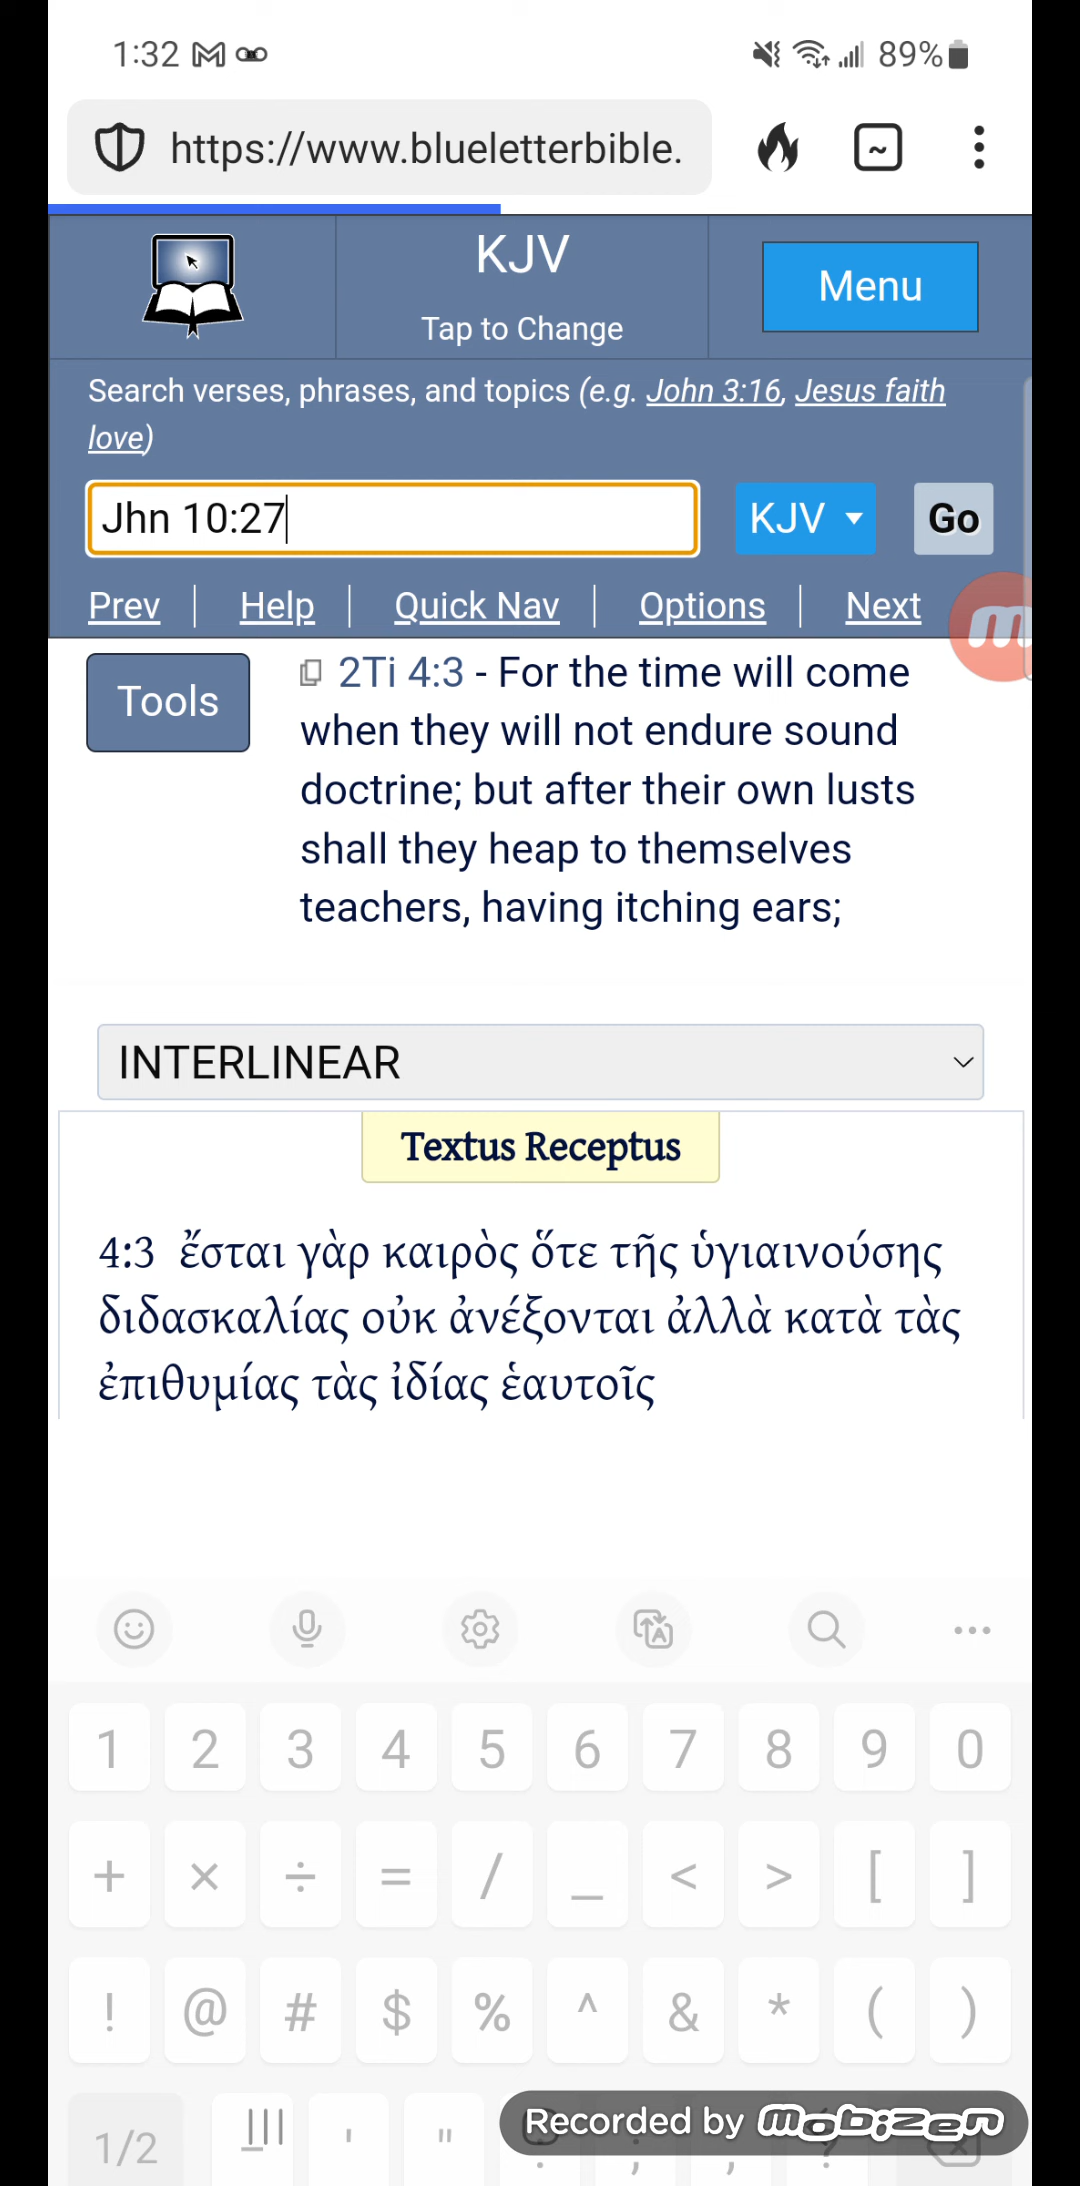 1:32 89%
https://www.blueletterbible.
KJV
Tap to Change
Menu
Search verses, phrases, and topics (e.g. John 3:16, Jesus faith
love)
Jhn 10:27
KJV
Go
Prev | Help | Quick Nav | Options | Next
Tools
2Ti 4:3 - For the time will come
when they will not endure sound
doctrine; but after their own lusts
shall they heap to themselves
teachers, having itching ears;
INTERLINEAR
Textus Receptus
4:3 ἔσται γὰρ καιρὸς ὅτε τῆς ὑγιαινούσης
διδασκαλίας οὐκ ἀνέξονται ἀλλὰ κατὰ τὰς
ἐπιθυμίας τὰς ἰδίας ἑαυτοῖς
1 2 3 4 5 6 7 8 9 0
+ × ÷ = / _ < > [ ]
! @ # $ % ^ & * ( )
1/2 ' " : ; , ?
Recorded by mobizen